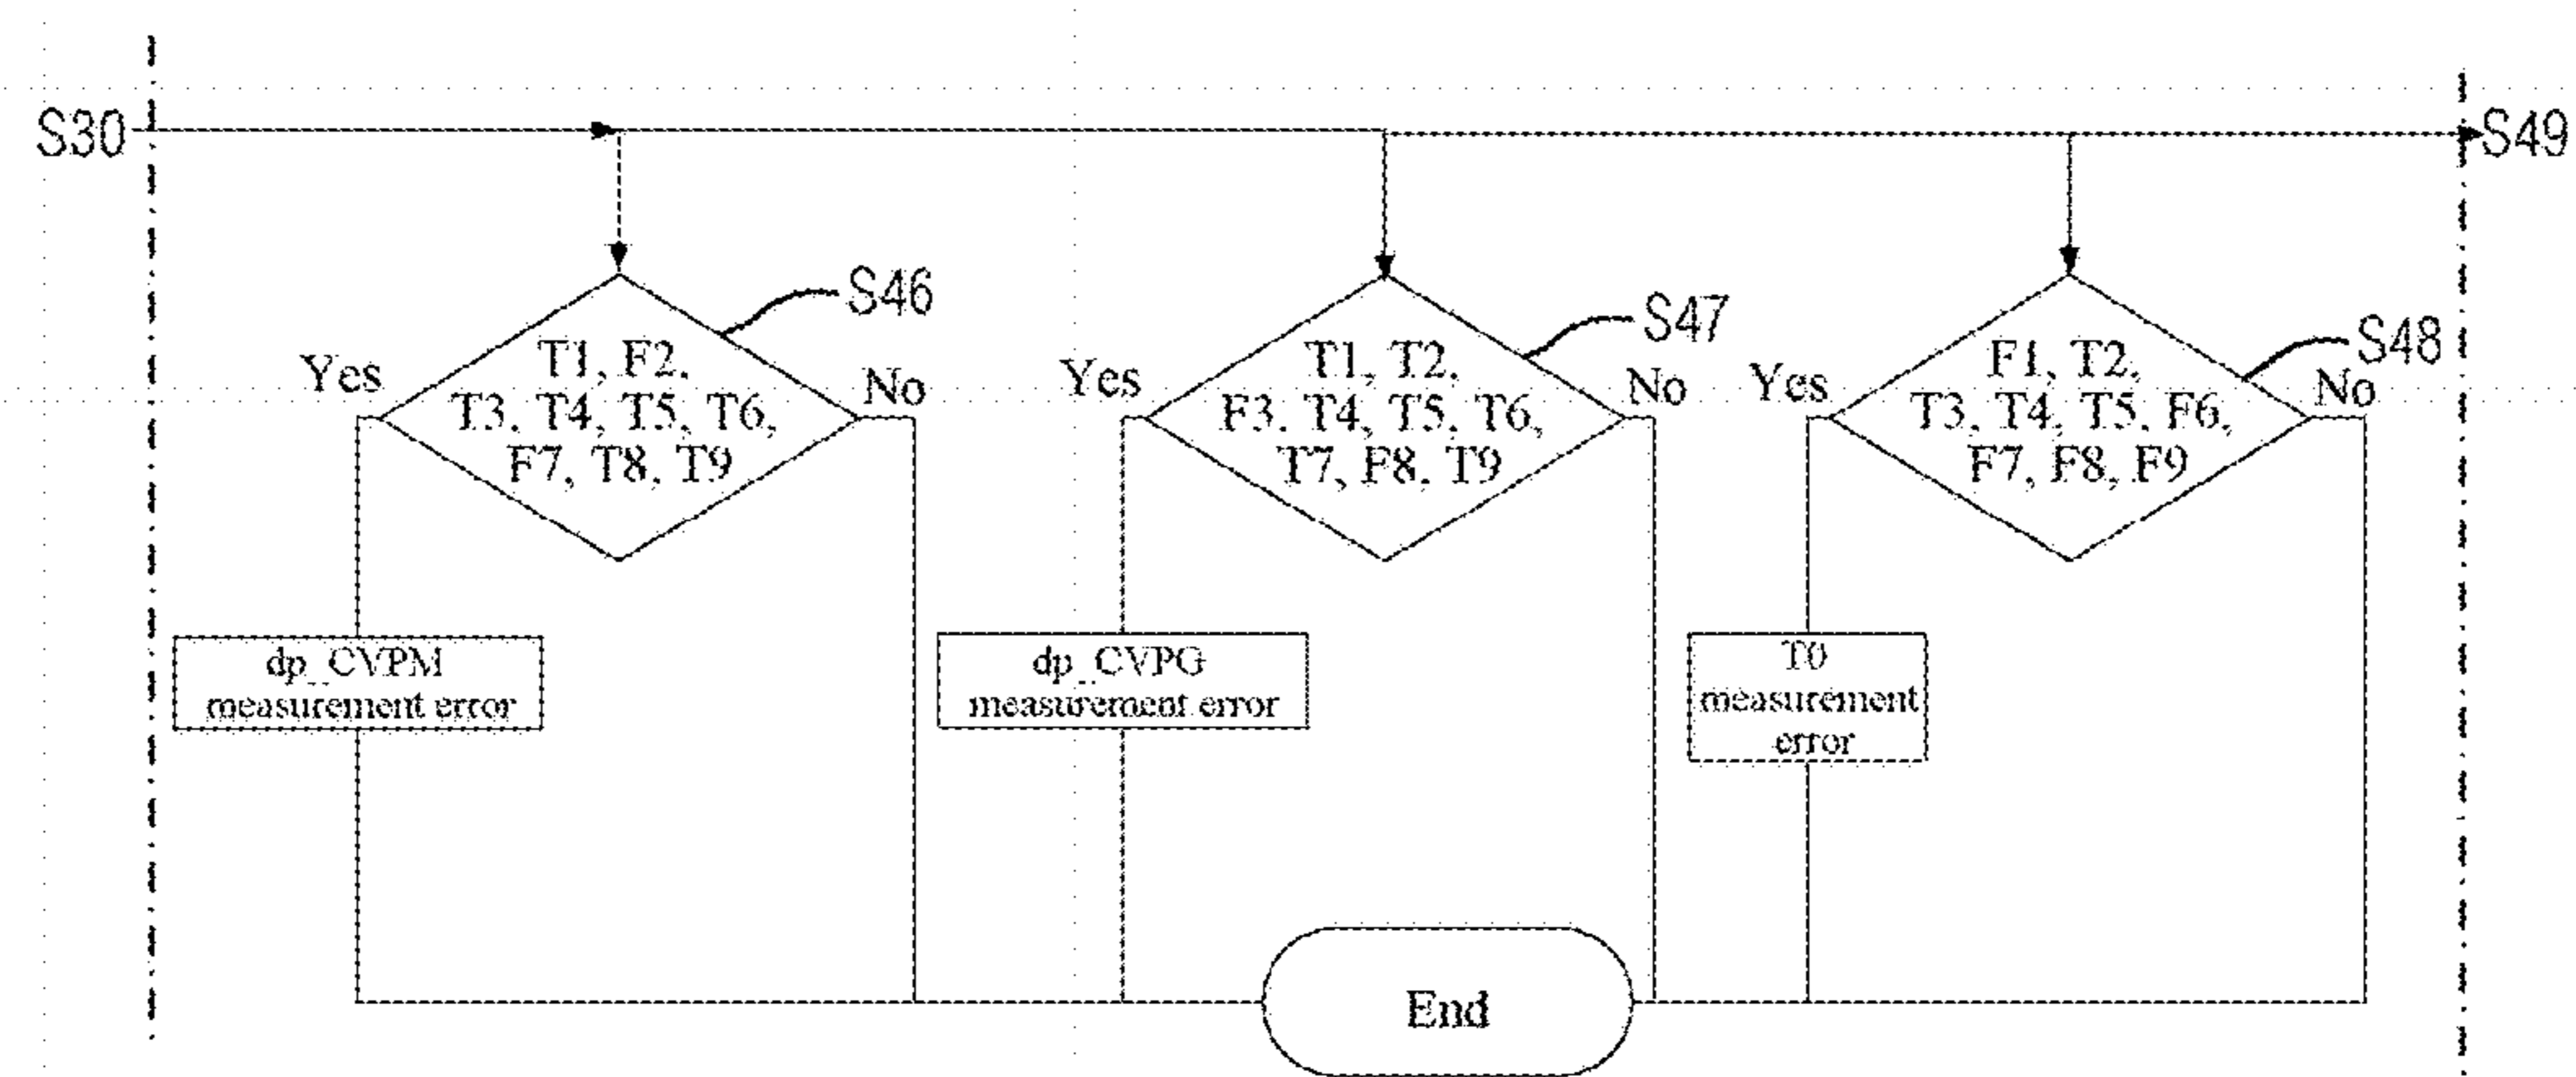 S30
S49
S46
Yes
T1, F2,
T3, T4, T5, T6,
F7, T8, T9
No
dp_CVPM
measurement error
S47
Yes
T1, T2,
F3, T4, T5, T6,
T7, F8, T9
No
dp_CVPG
measurement error
S48
Yes
F1, T2,
T3, T4, T5, F6,
F7, F8, F9
No
T0
measurement
error
End